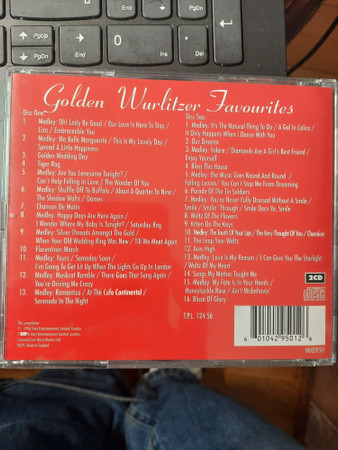 PgUp
PgDn
0
Ins
Del
Golden Wurlitzer Favourites
Disc One
1. Medley: Oh! Lady Be Good / Our Love Is Here To Stay /
Liza / Embraceable You
2. Medley: Ma Belle Marguerita / This Is My Lovely Day /
Spread A Little Happiness
3. Golden Wedding Day
4. Tiger Rag
5. Medley: Are You Lonesome Tonight? /
Can't Help Falling In Love / The Wonder Of You
6. Medley: Shuffle Off To Buffalo / About A Quarter To Nine /
The Shadow Waltz / Dames
7. Chanson De Matin
8. Medley: Happy Days Are Here Again /
I Wonder Where My Baby Is Tonight? / Saturday Rag
9. Medley: Silver Threads Amongst The Gold /
When Your Old Wedding Ring Was New / Till We Meet Again
10. Florentiner March
11. Medley: Yours / Someday Soon /
I'm Going To Get Lit Up When The Lights Go Up In London
12. Medley: Muskrat Ramble / There Goes That Song Again /
You're Driving Me Crazy
13. Medley: Romantica / At The Cafe Continental /
Serenade In The Night
Disc Two
1. Medley: It's The Natural Thing To Do / A Gal In Calico /
It Only Happens When I Dance With You
2. Our Director
3. Medley: Volare / Diamonds Are A Girl's Best Friend /
Enjoy Yourself
4. Bless This House
5. Medley: The Music Goes Round And Round /
Falling Leaves / You Can't Stop Me From Dreaming
6. Parade Of The Tin Soldiers
7. Medley: You're Never Fully Dressed Without A Smile /
Smile / Smilin' Through / Smile Darn Ye, Smile
8. Waltz Of The Flowers
9. Kitten On The Keys
10. Medley: The Touch Of Your Lips / The Very Thought Of You / Cherokee
11. The Leap Year Waltz
12. Aces High
13. Medley: Love Is My Reason / I Can Give You The Starlight /
Waltz Of My Heart
14. Songs My Mother Taught Me
15. Medley: My Fate Is In Your Hands /
Honeysuckle Rose / Ain't Misbehavin'
16. Blaze Of Glory
T.P.L. 124 56
2CD
COMPACT
disc
6 01042 95012 6
MUCD9501